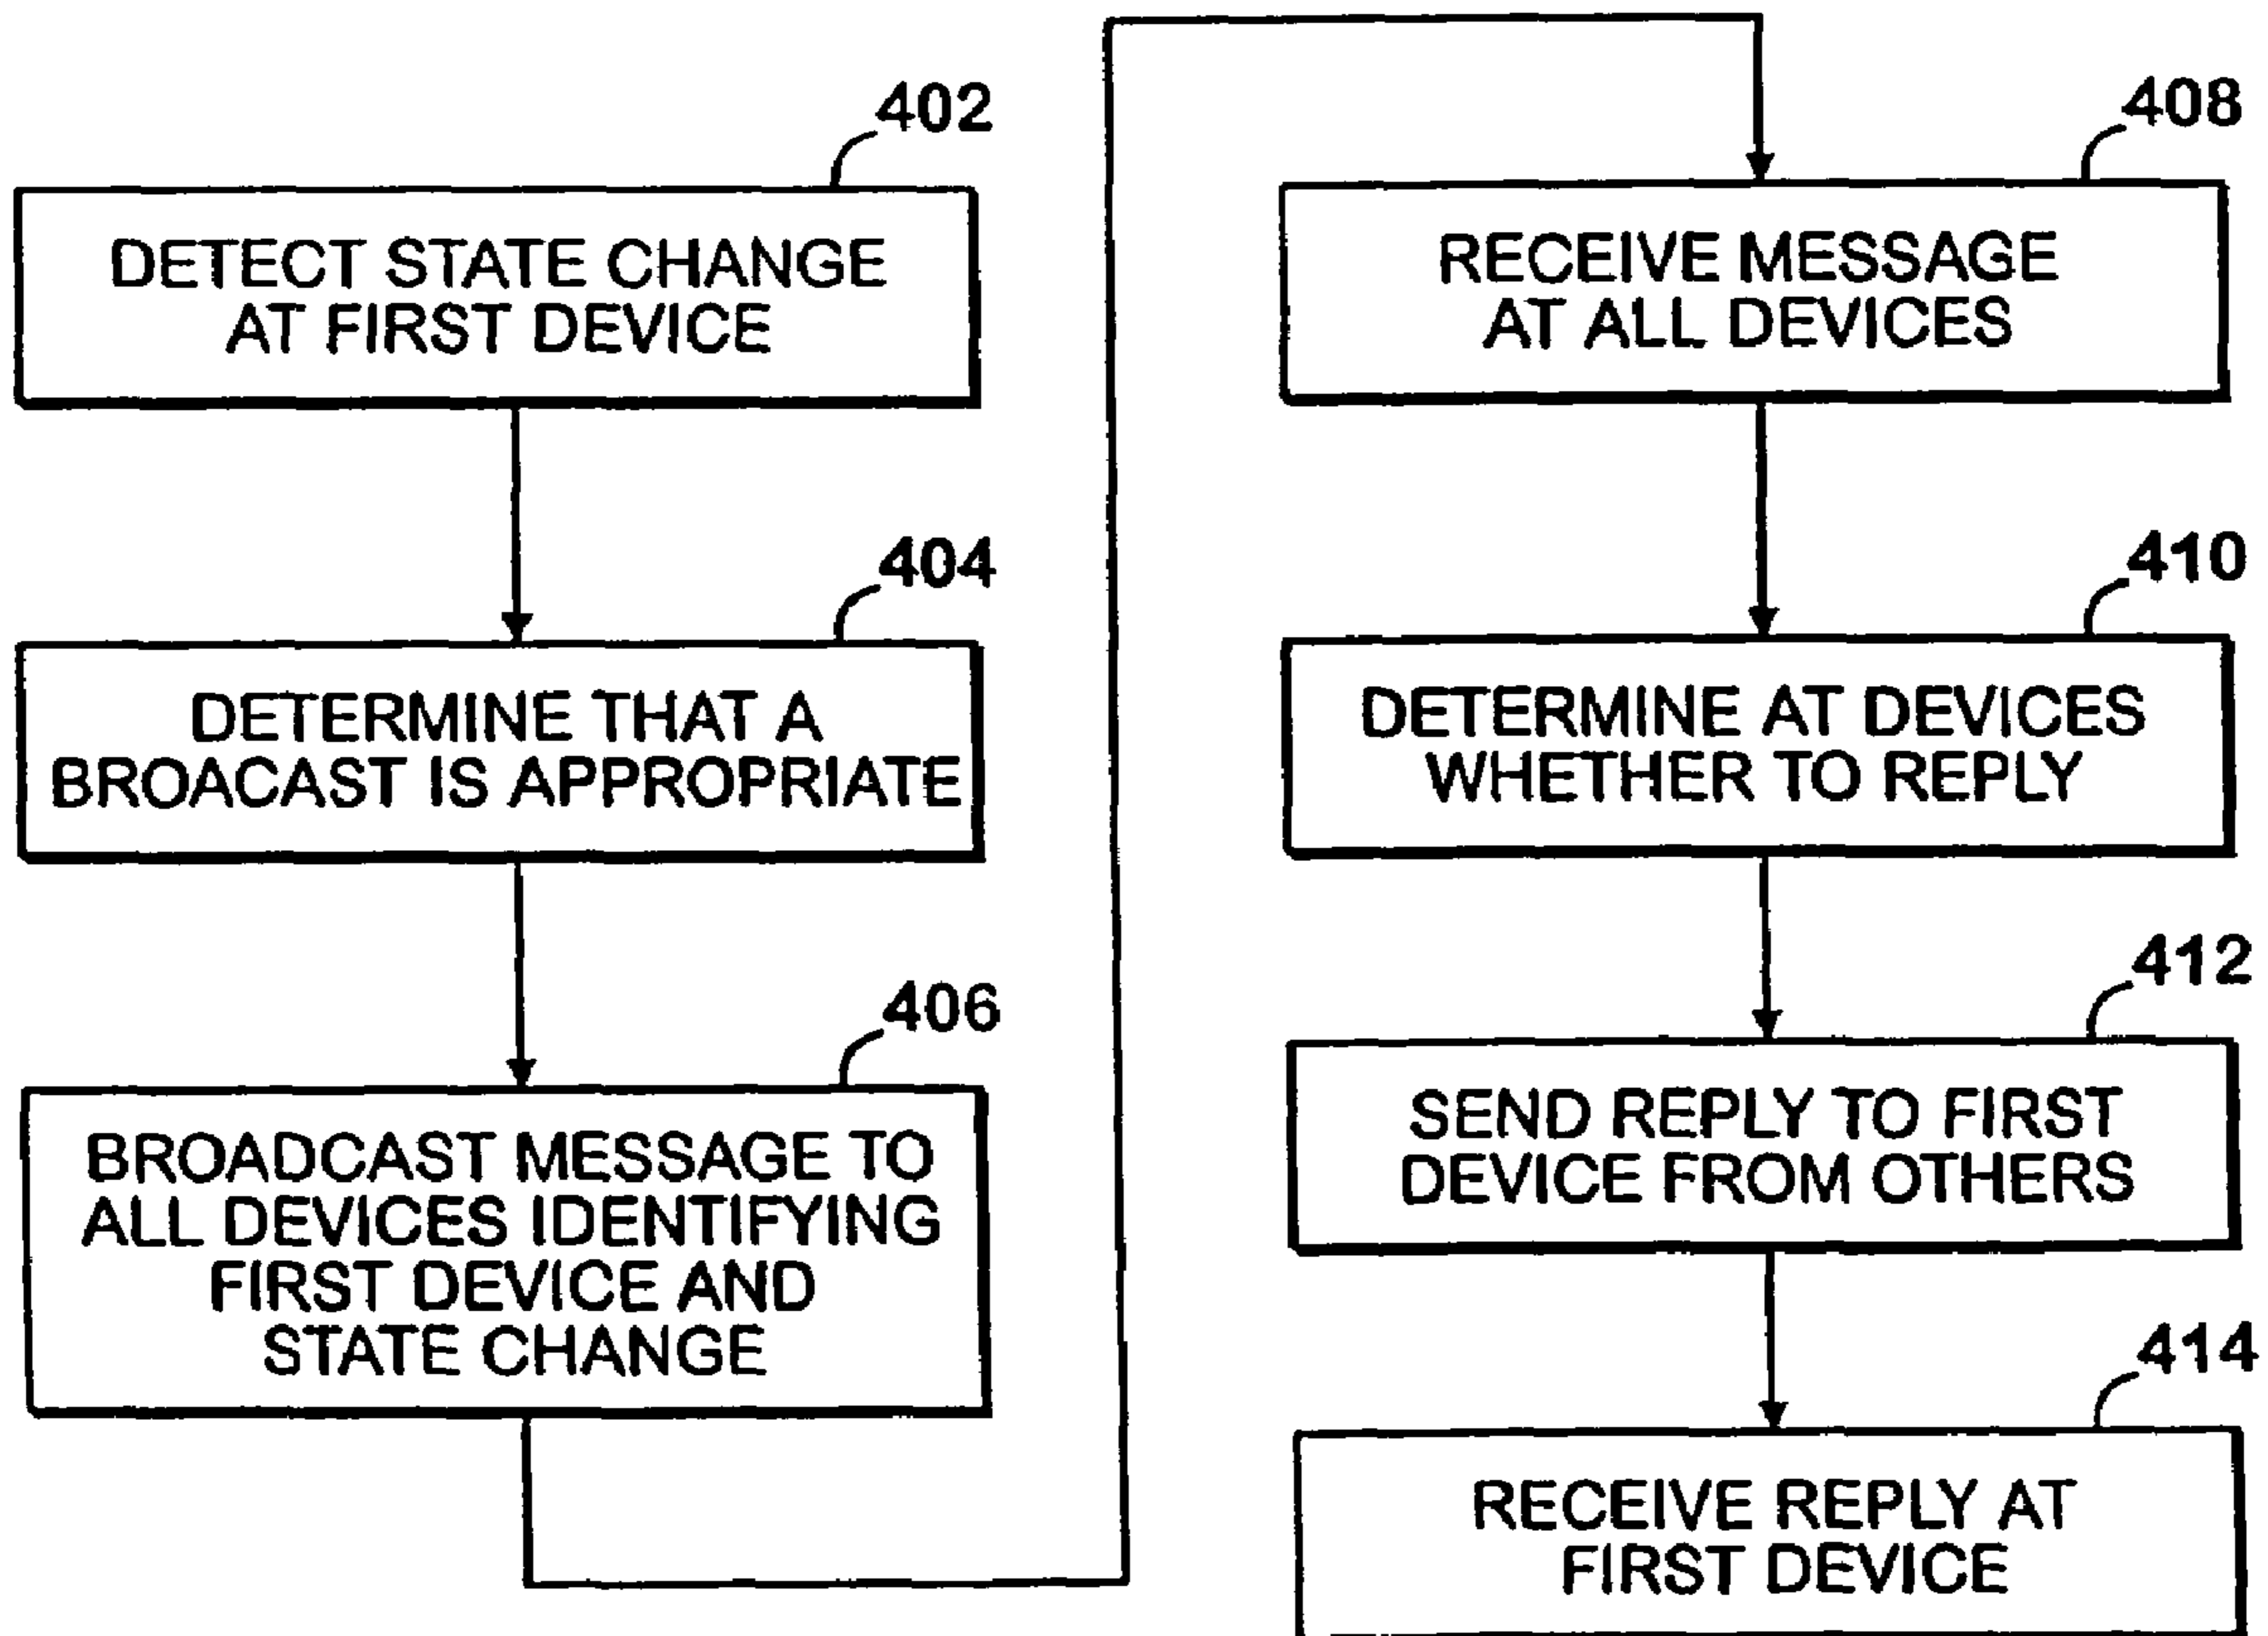 402
DETECT STATE CHANGE
AT FIRST DEVICE
404
DETERMINE THAT A
BROACAST IS APPROPRIATE
406
BROADCAST MESSAGE TO
ALL DEVICES IDENTIFYING
FIRST DEVICE AND
STATE CHANGE
408
RECEIVE MESSAGE
AT ALL DEVICES
410
DETERMINE AT DEVICES
WHETHER TO REPLY
412
SEND REPLY TO FIRST
DEVICE FROM OTHERS
414
RECEIVE REPLY AT
FIRST DEVICE